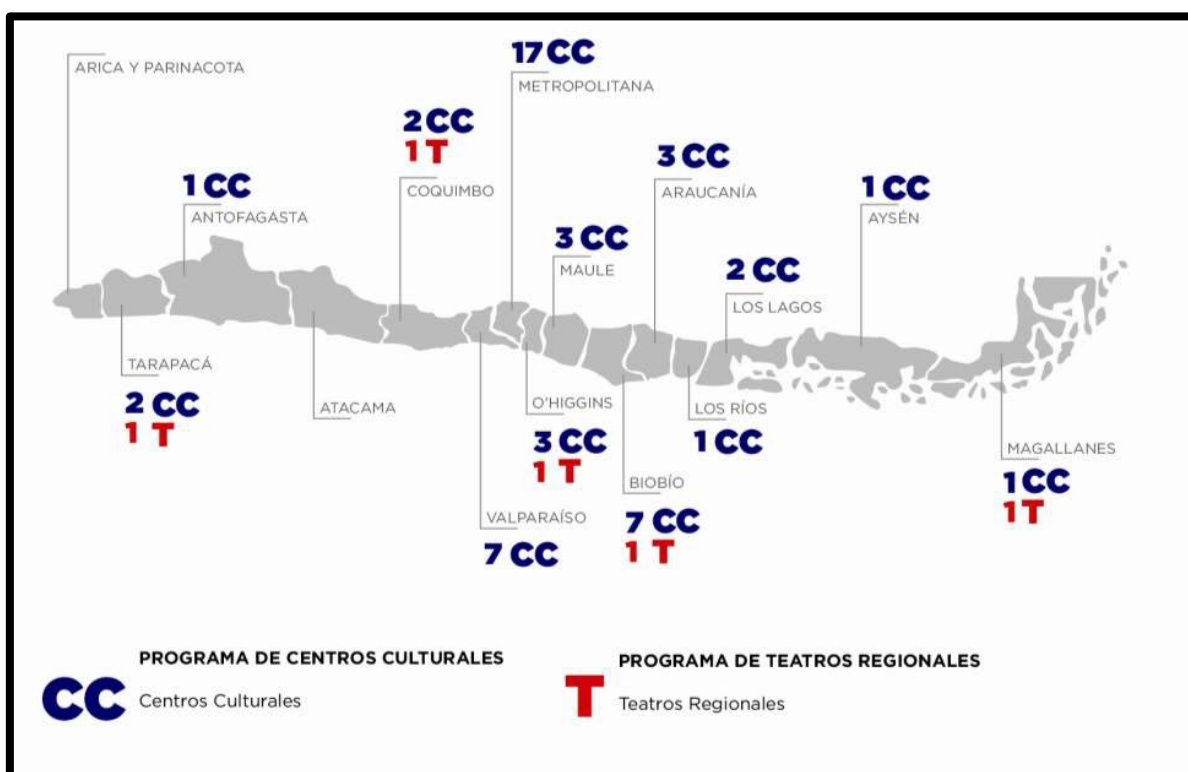 ARICA Y PARINACOTA
1 CC
ANTOFAGASTA
2 CC
1 T
COQUIMBO
17 CC
METROPOLITANA
3 CC
MAULE
3 CC
ARAUCANÍA
2 CC
LOS LAGOS
1 CC
AYSÉN
TARAPACÁ
2 CC
1 T
ATACAMA
VALPARAÍSO
7 CC
O'HIGGINS
3 CC
1 T
BIOBÍO
7 CC
1 T
LOS RÍOS
1 CC
MAGALLANES
1 CC
1 T
PROGRAMA DE CENTROS CULTURALES
CC Centros Culturales
PROGRAMA DE TEATROS REGIONALES
T Teatros Regionales